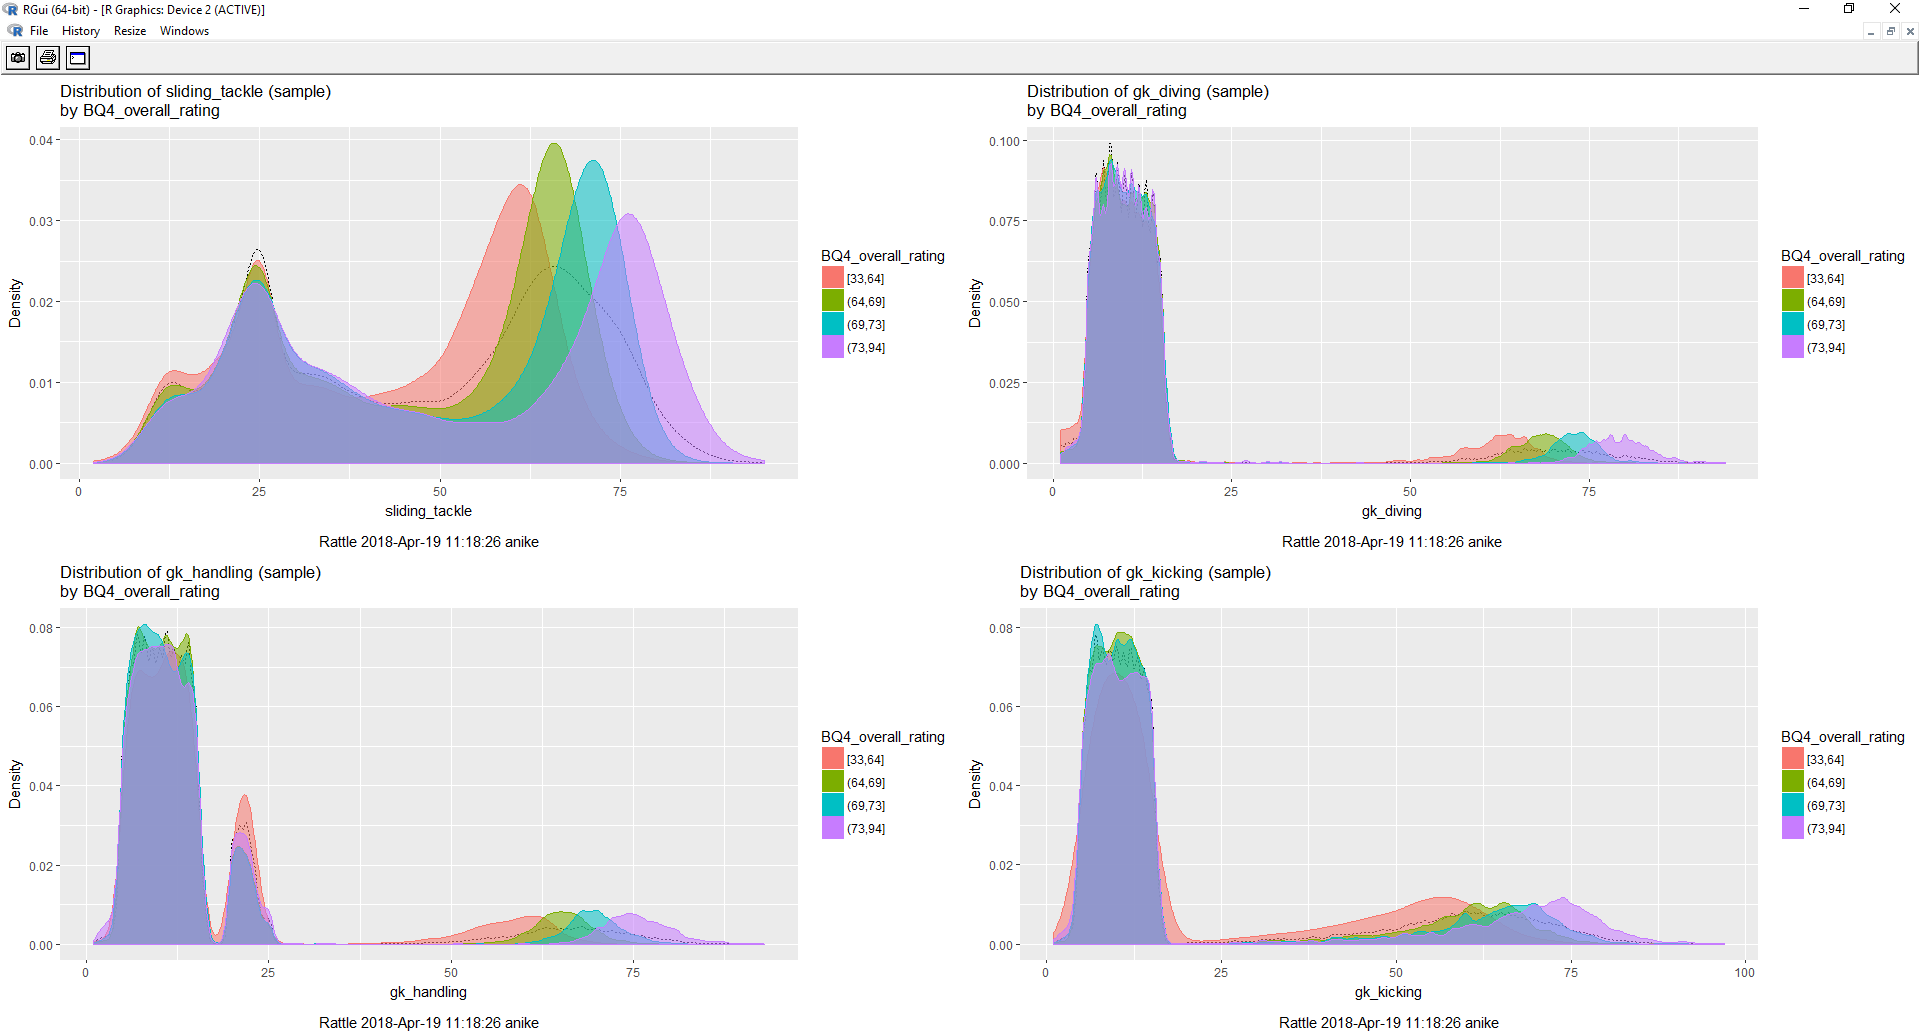 RGui (64-bit) - [R Graphics: Device 2 (ACTIVE)]
File History Resize Windows
Distribution of sliding_tackle (sample)
by BQ4_overall_rating
0.04
0.03
0.02
0.01
0.00
Density
0 25 50 75
sliding_tackle
Rattle 2018-Apr-19 11:18:26 anike
BQ4_overall_rating
[33,64]
(64,69]
(69,73]
(73,94]
Distribution of gk_diving (sample)
by BQ4_overall_rating
0.100
0.075
0.050
0.025
0.000
Density
0 25 50 75
gk_diving
Rattle 2018-Apr-19 11:18:26 anike
BQ4_overall_rating
[33,64]
(64,69]
(69,73]
(73,94]
Distribution of gk_handling (sample)
by BQ4_overall_rating
0.08
0.06
0.04
0.02
0.00
Density
0 25 50 75
gk_handling
Rattle 2018-Apr-19 11:18:26 anike
BQ4_overall_rating
[33,64]
(64,69]
(69,73]
(73,94]
Distribution of gk_kicking (sample)
by BQ4_overall_rating
0.08
0.06
0.04
0.02
0.00
Density
0 25 50 75 100
gk_kicking
Rattle 2018-Apr-19 11:18:26 anike
BQ4_overall_rating
[33,64]
(64,69]
(69,73]
(73,94]